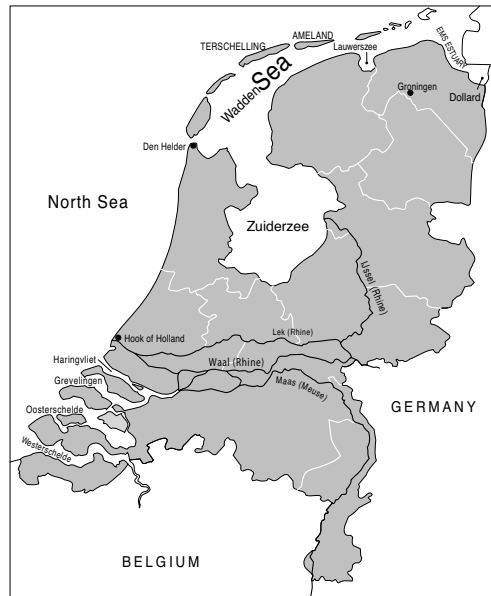 TERSCHELLING
AMELAND
Lauwerszee
EMS ESTUARY
Wadden Sea
Groningen
Dollard
Den Helder
North Sea
Zuiderzee
IJssel (Rhine)
Hook of Holland
Lek (Rhine)
Haringvliet
Waal (Rhine)
Grevelingen
Maas (Meuse)
Oosterschelde
GERMANY
Westerschelde
BELGIUM